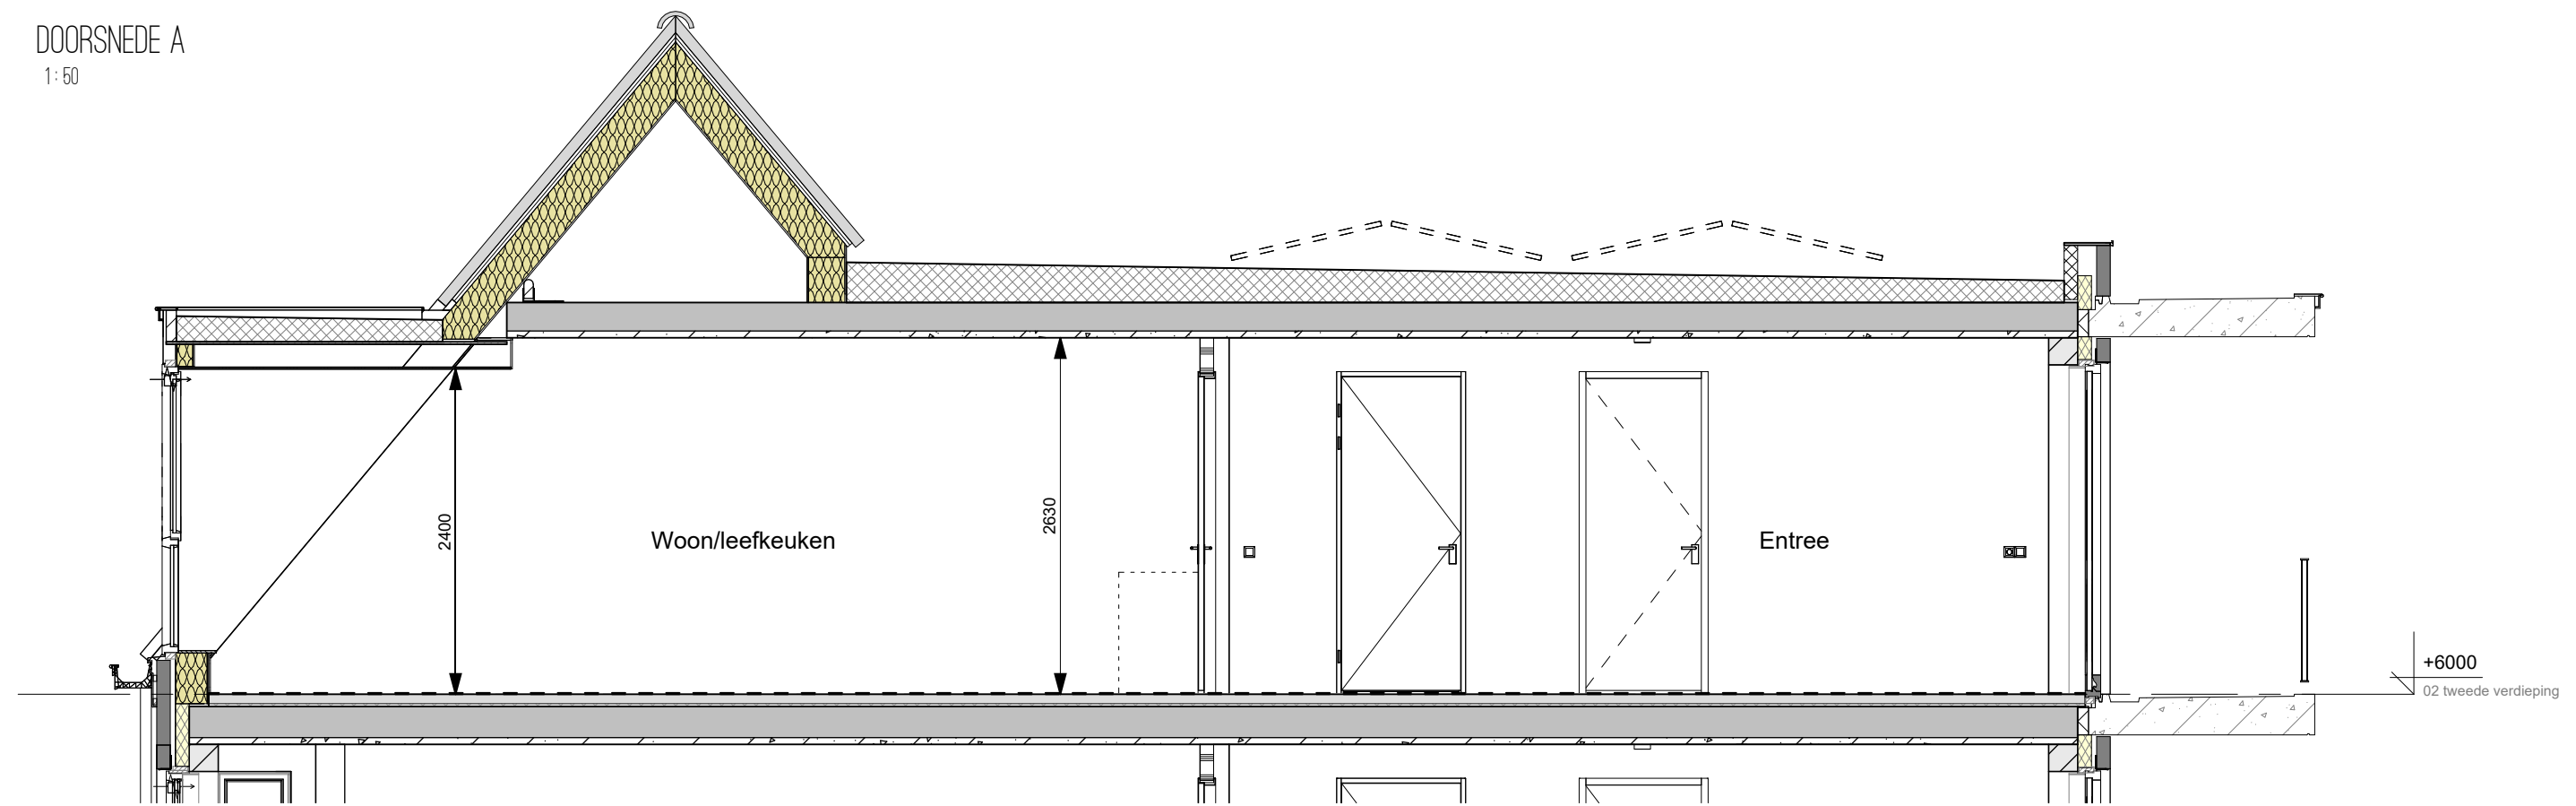 DOORSNEDE A
1 : 50
2400
Woon/leefkeuken
2630
Entree
+6000
02 tweede verdieping